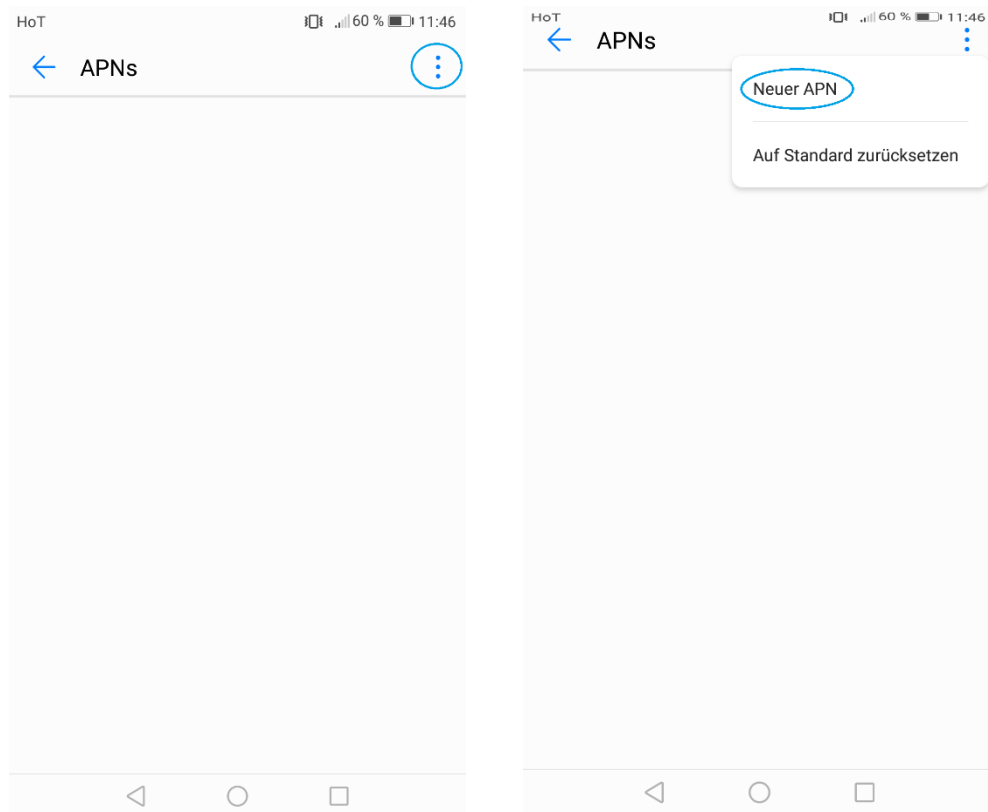 HoT 60 % 11:46
APNs
HoT 60 % 11:46
APNs
Neuer APN
Auf Standard zurücksetzen